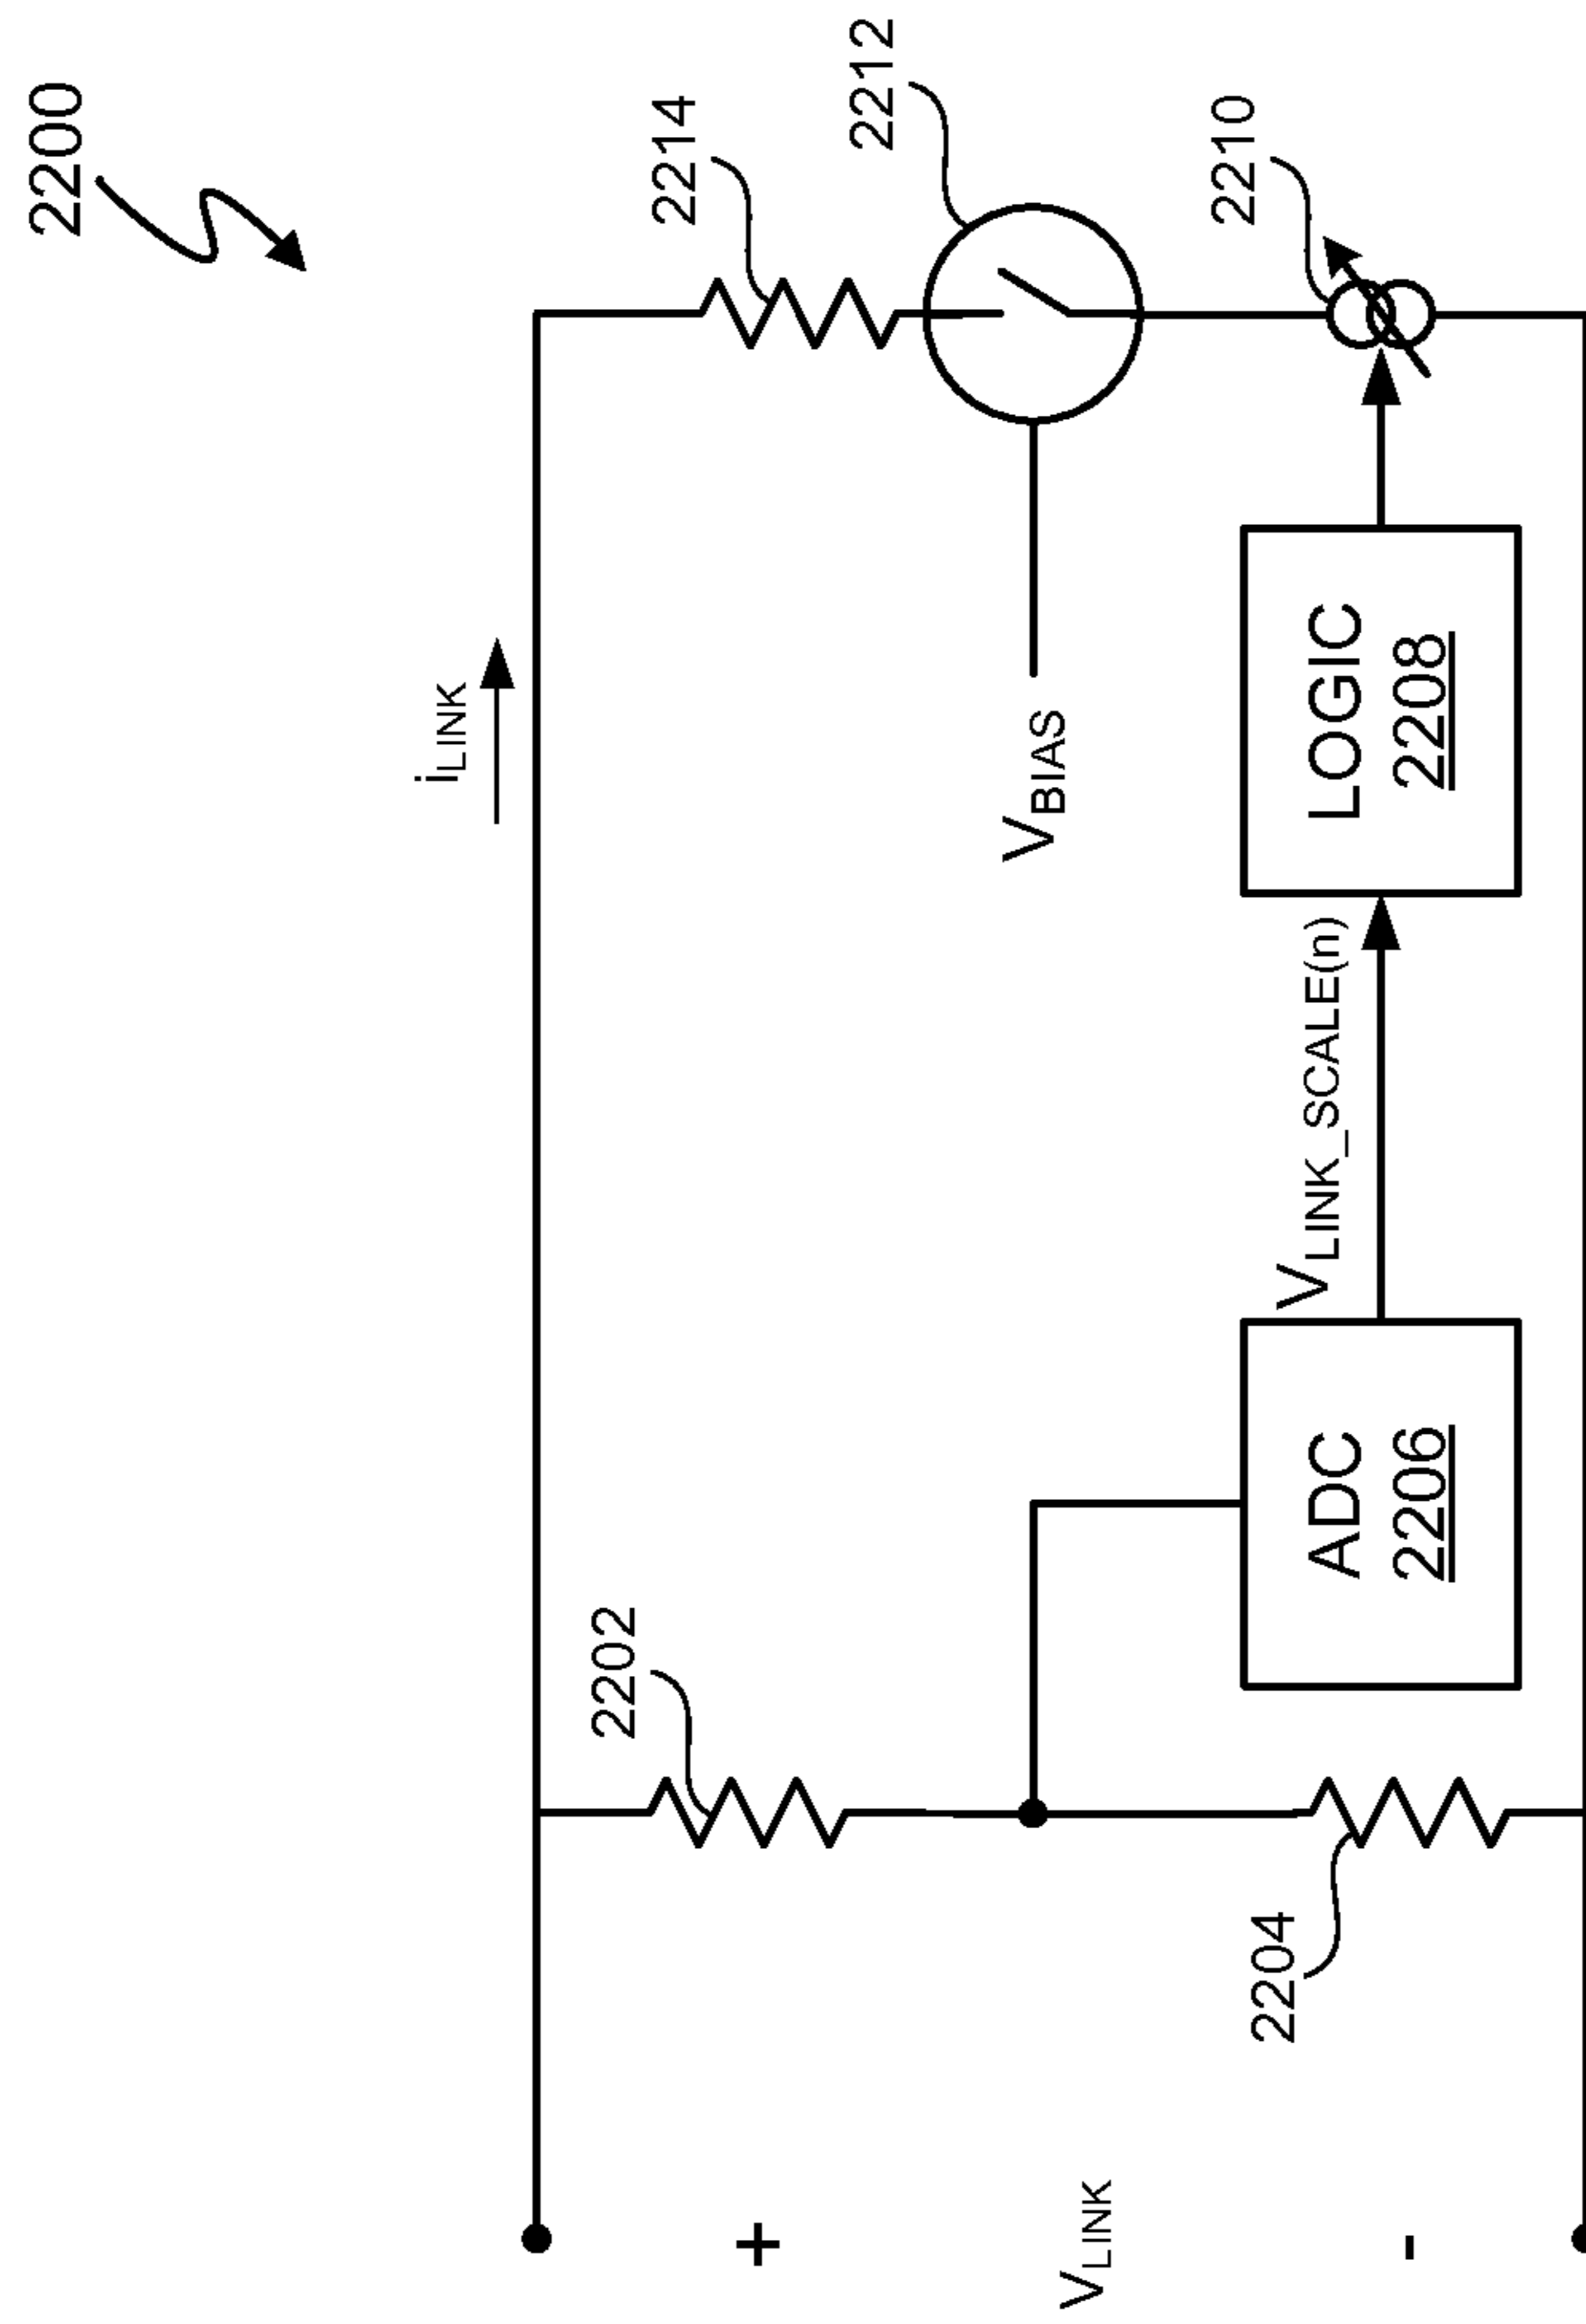 2200
iLINK
2214
2202
2212
VBIAS
VLINK_SCALE(n)
2210
ADC
2206
LOGIC
2208
2204
+
VLINK
-